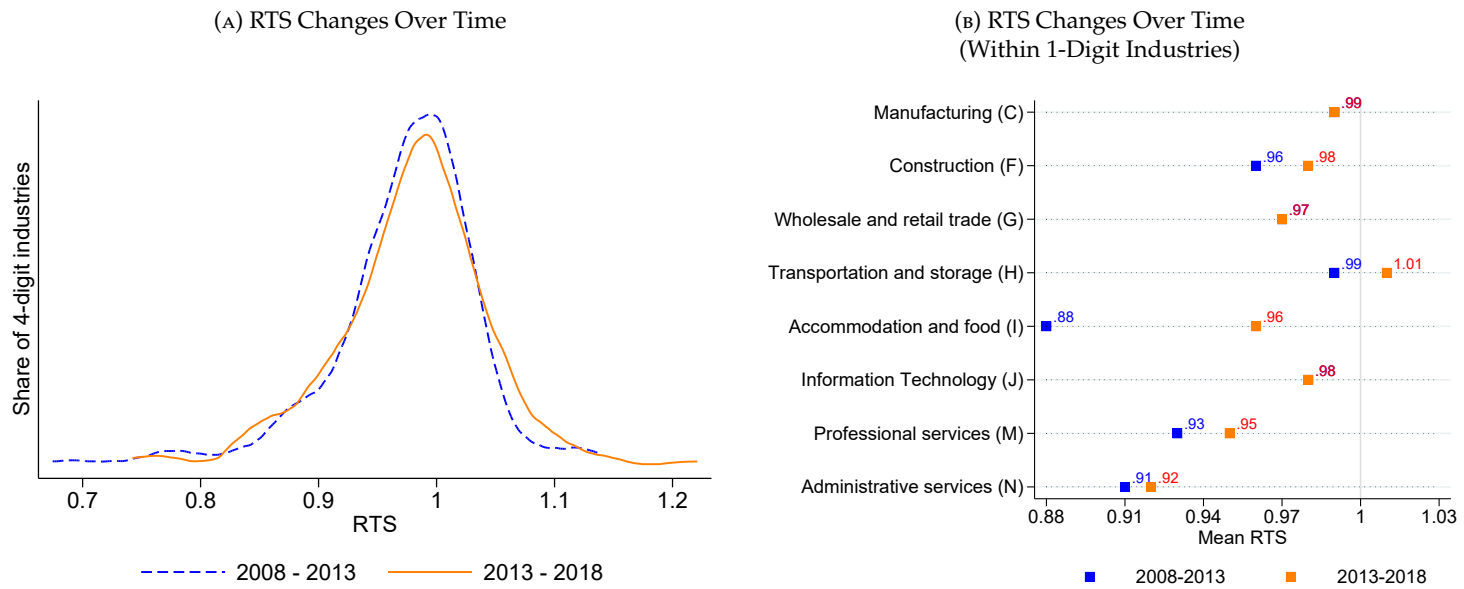 (A) RTS Changes Over Time
Share of 4-digit industries
0.7 0.8 0.9 1 1.1 1.2
RTS
2008 - 2013 2013 - 2018
(B) RTS Changes Over Time
(Within 1-Digit Industries)
Manufacturing (C) .99
Construction (F) .96 .98
Wholesale and retail trade (G) .97
Transportation and storage (H) .99 1.01
Accommodation and food (I) .88 .96
Information Technology (J) .98
Professional services (M) .93 .95
Administrative services (N) .91 .92
0.88 0.91 0.94 0.97 1 1.03
Mean RTS
2008-2013 2013-2018